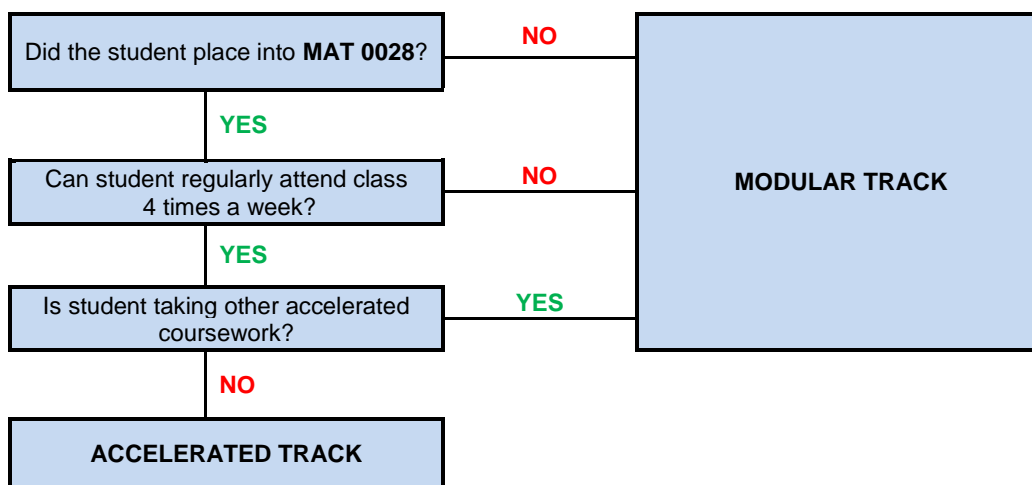 Did the student place into MAT 0028?
NO
YES
Can student regularly attend class
4 times a week?
NO
MODULAR TRACK
YES
Is student taking other accelerated
coursework?
YES
NO
ACCELERATED TRACK